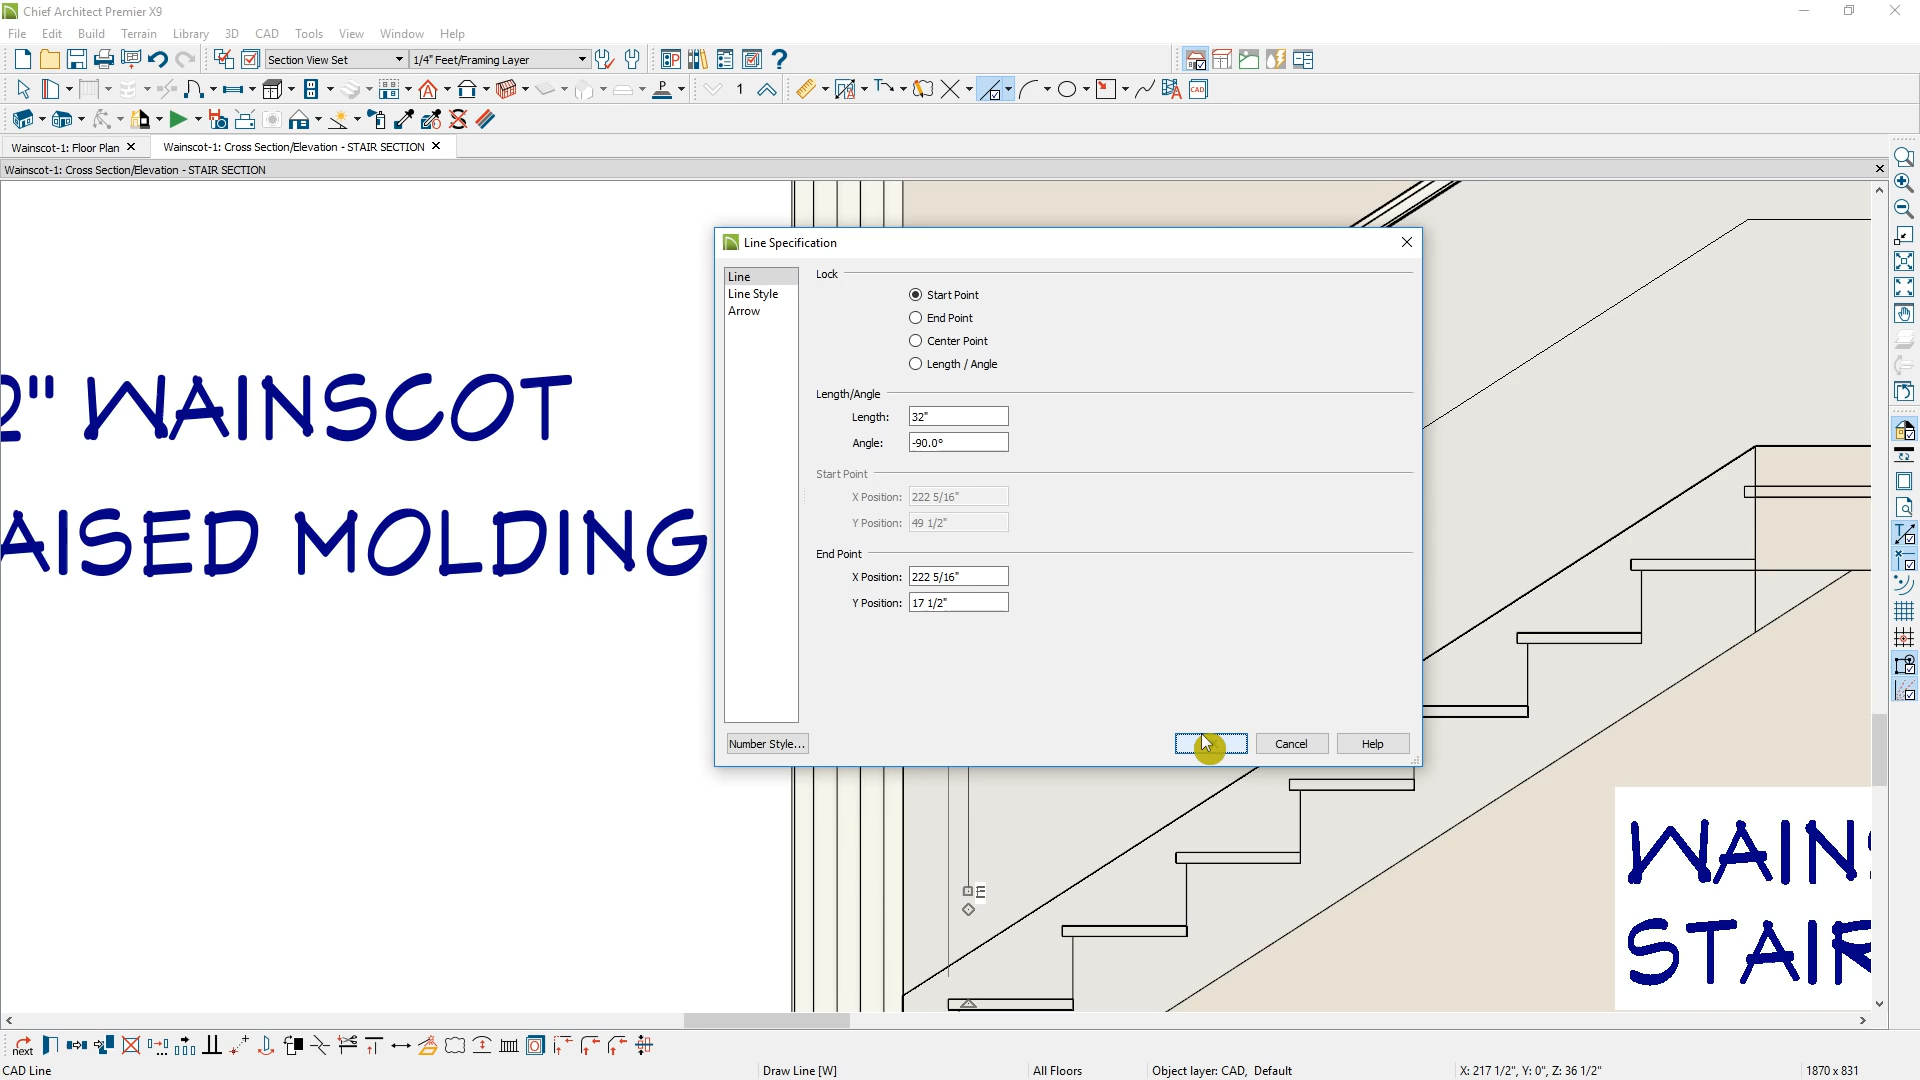 Chief Architect Premier X9
File Edit Build Terrain Library 3D CAD Tools View Window Help
Section View Set 1/4" Feet/Framing Layer
1
Wainscot-1: Floor Plan Wainscot-1: Cross Section/Elevation - STAIR SECTION
Wainscot-1: Cross Section/Elevation - STAIR SECTION
2" WAINSCOT
AISED MOLDING
Line Specification
Line
Line Style
Arrow
Lock
Start Point
End Point
Center Point
Length / Angle
Length/Angle
Length: 32"
Angle: -90.0°
Start Point
X Position: 222 5/16"
Y Position: 49 1/2"
End Point
X Position: 222 5/16"
Y Position: 17 1/2"
Number Style... Cancel Help
WAINS
STAIR
next
CAD Line Draw Line [W] All Floors Object layer: CAD, Default X: 217 1/2", Y: 0", Z: 36 1/2" 1870 x 831